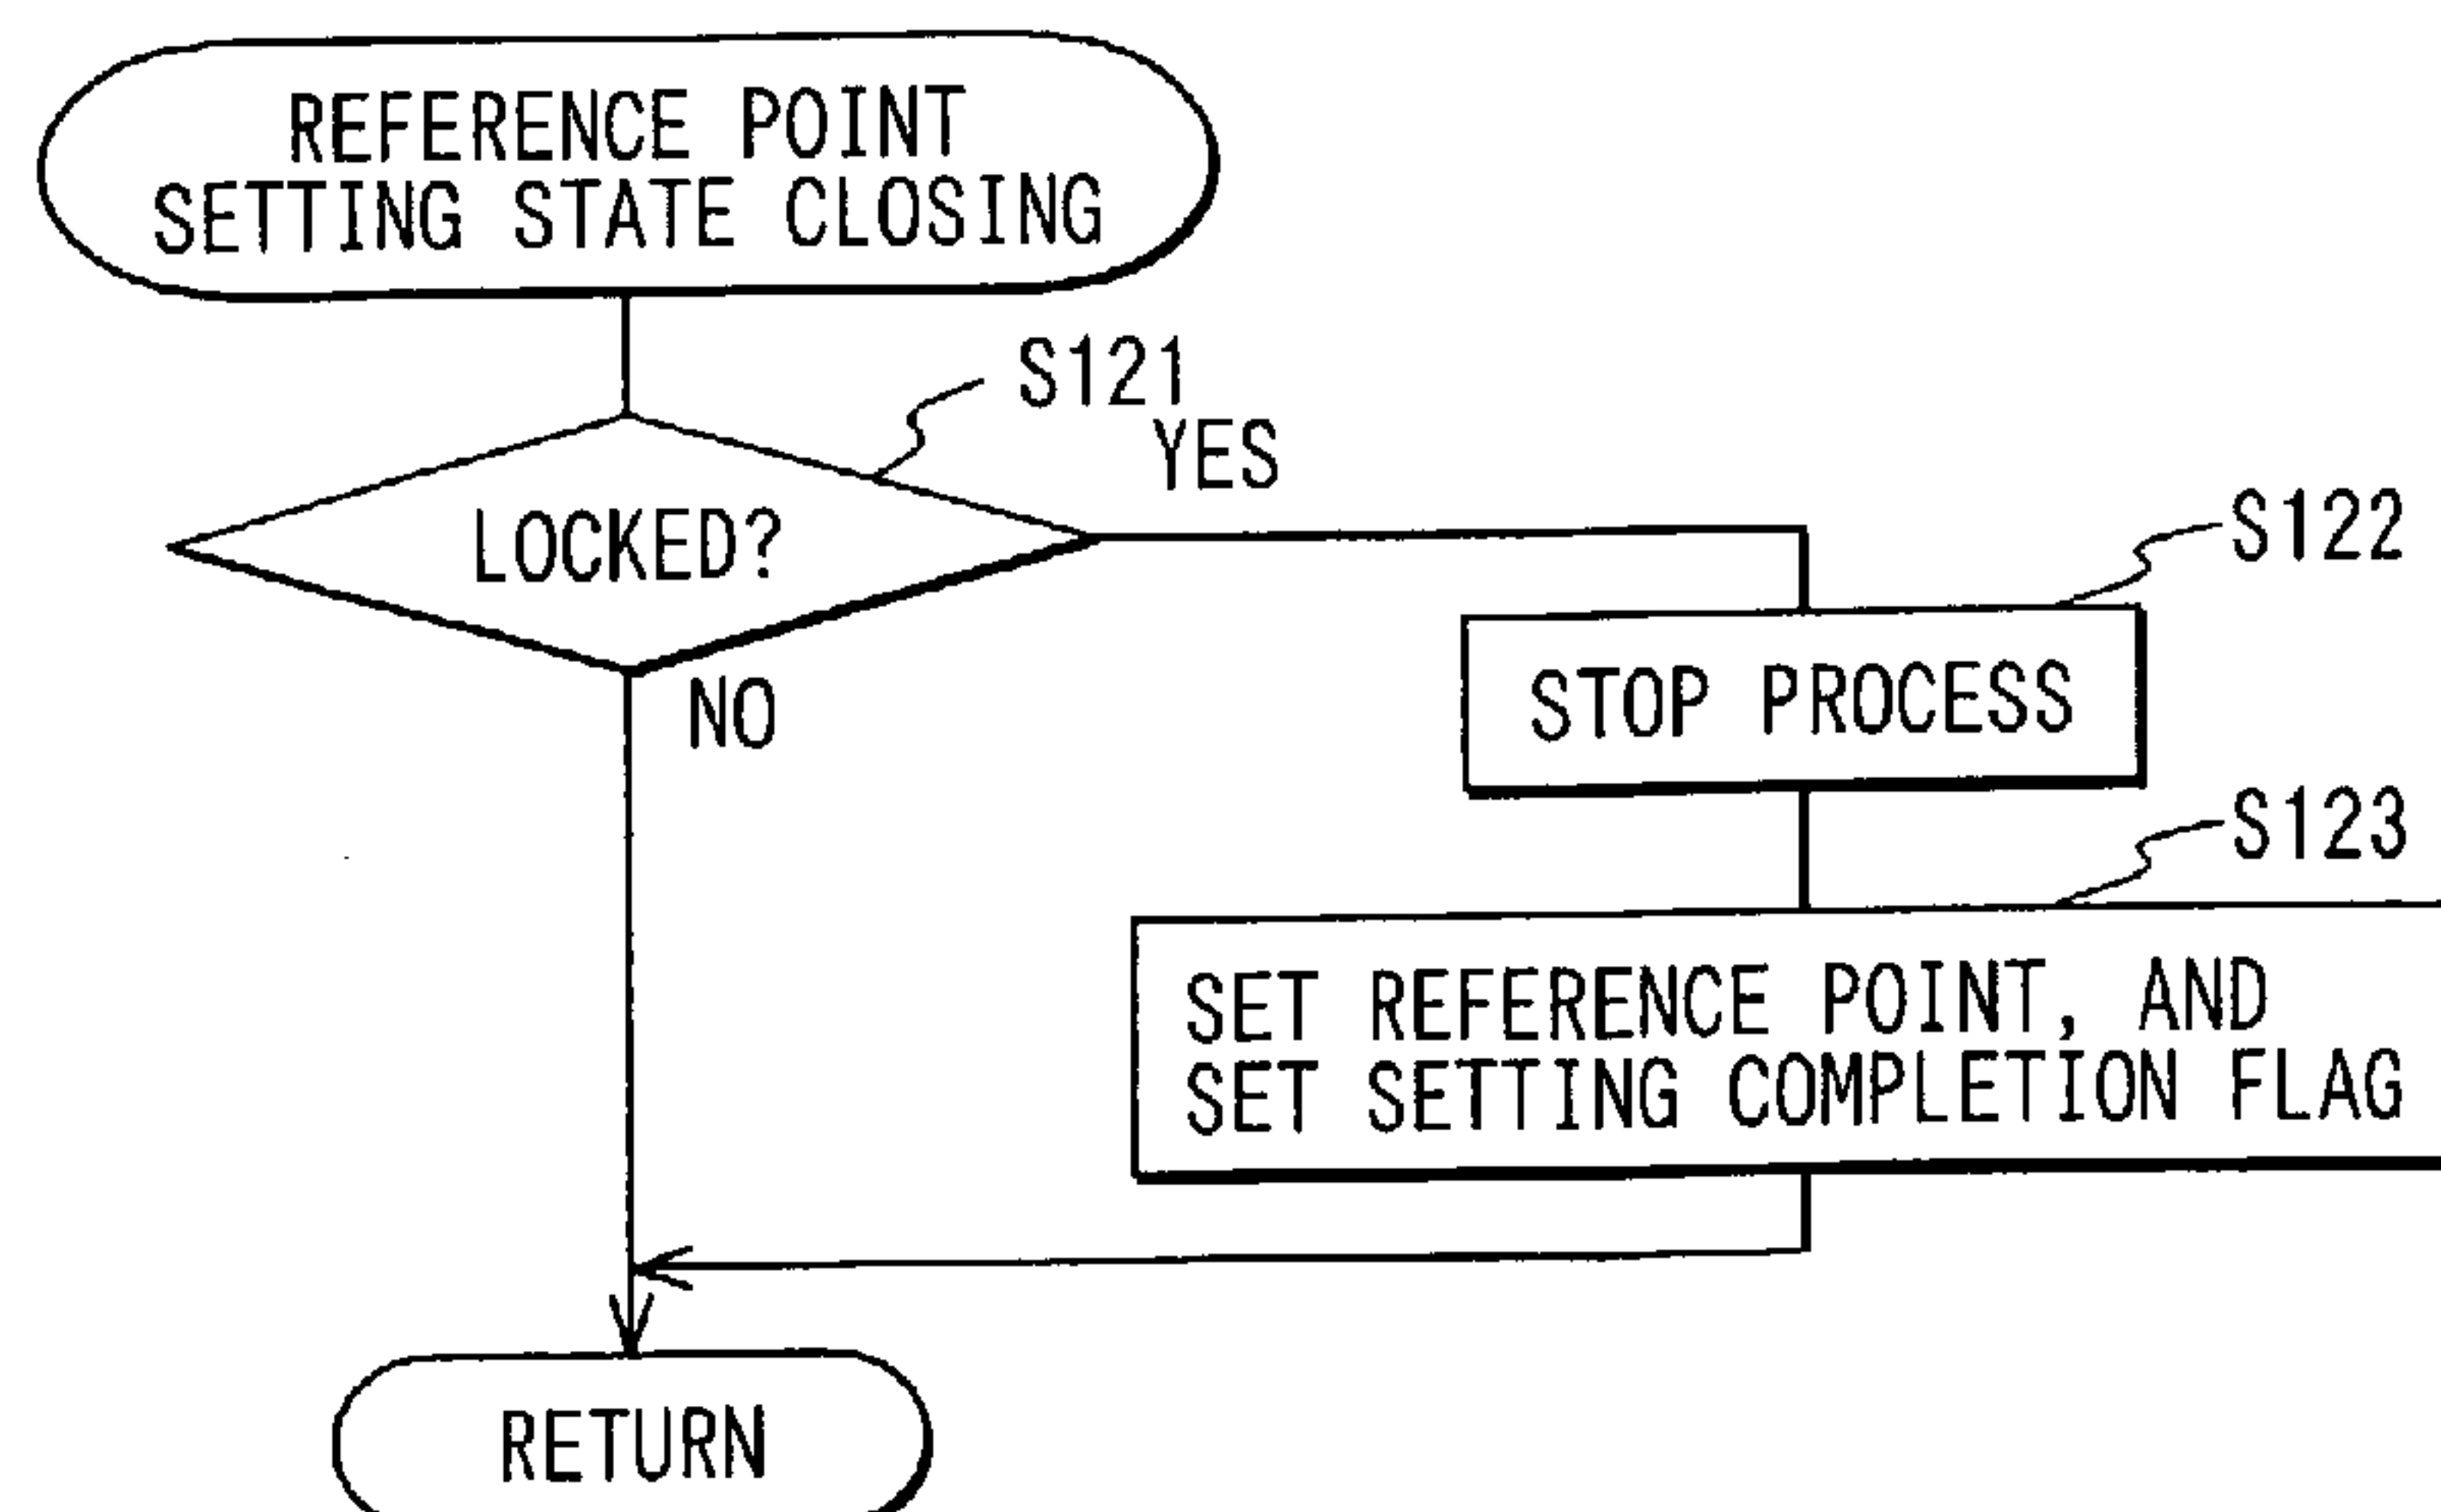 REFERENCE POINT
SETTING STATE CLOSING
S121
YES
LOCKED?
S122
NO
STOP PROCESS
S123
SET REFERENCE POINT, AND
SET SETTING COMPLETION FLAG
RETURN